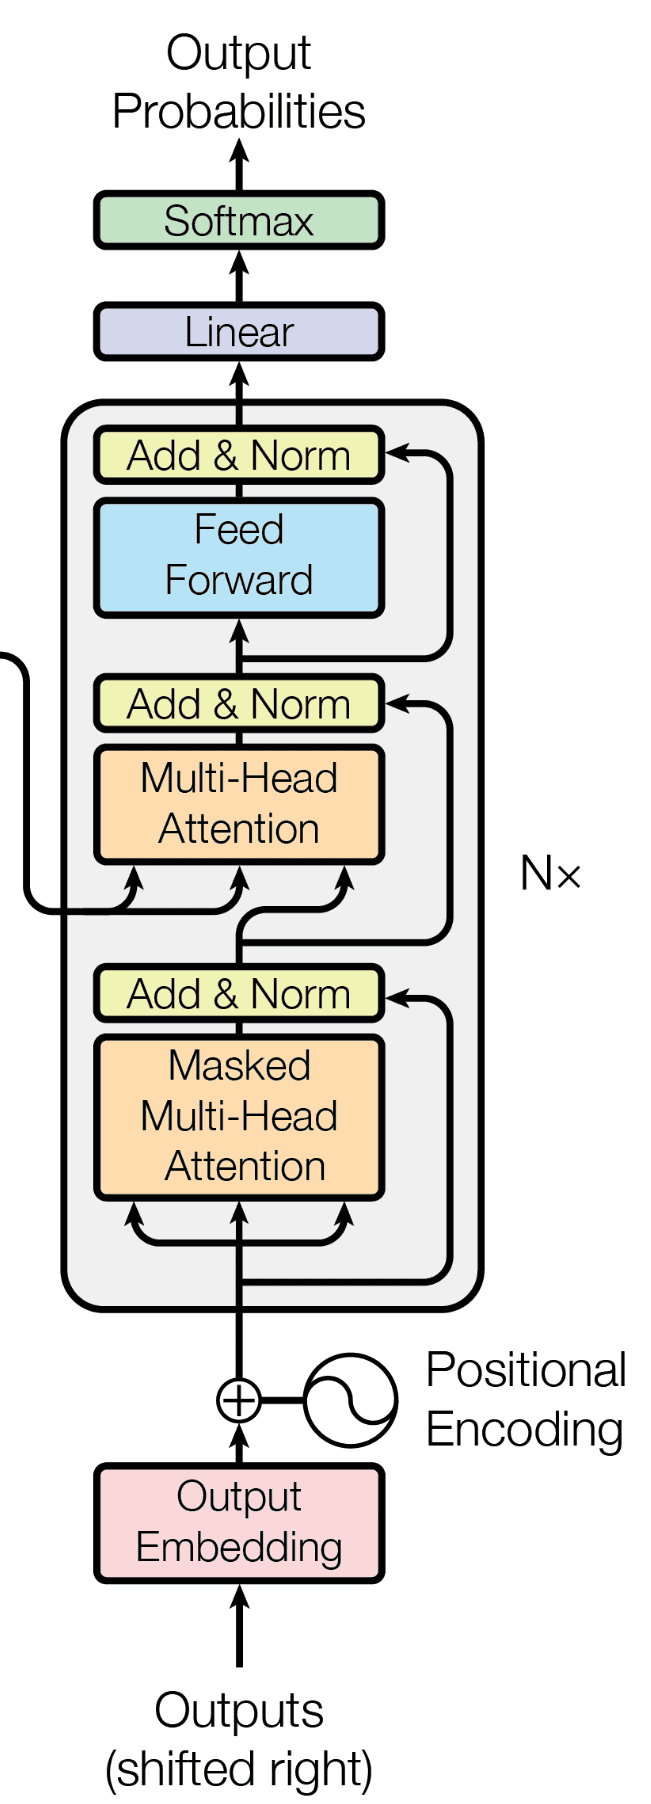 Output
Probabilities
Softmax
Linear
Add & Norm
Feed
Forward
Add & Norm
Multi-Head
Attention
N×
Add & Norm
Masked
Multi-Head
Attention
Positional
Encoding
Output
Embedding
Outputs
(shifted right)